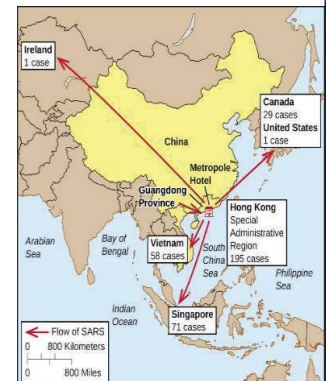 Ireland
1 case
Canada
29 cases
United States
1 case
China
Metropole
Hotel
Guangdong
Province
Hong Kong
Special
Administrative
Region
195 cases
Arabian
Sea
Bay of
Bengal
Vietnam
58 cases
South
China
Sea
Philippine
Sea
Indian
Ocean
Singapore
71 cases
Flow of SARS
0 800 Kilometers
0 800 Miles